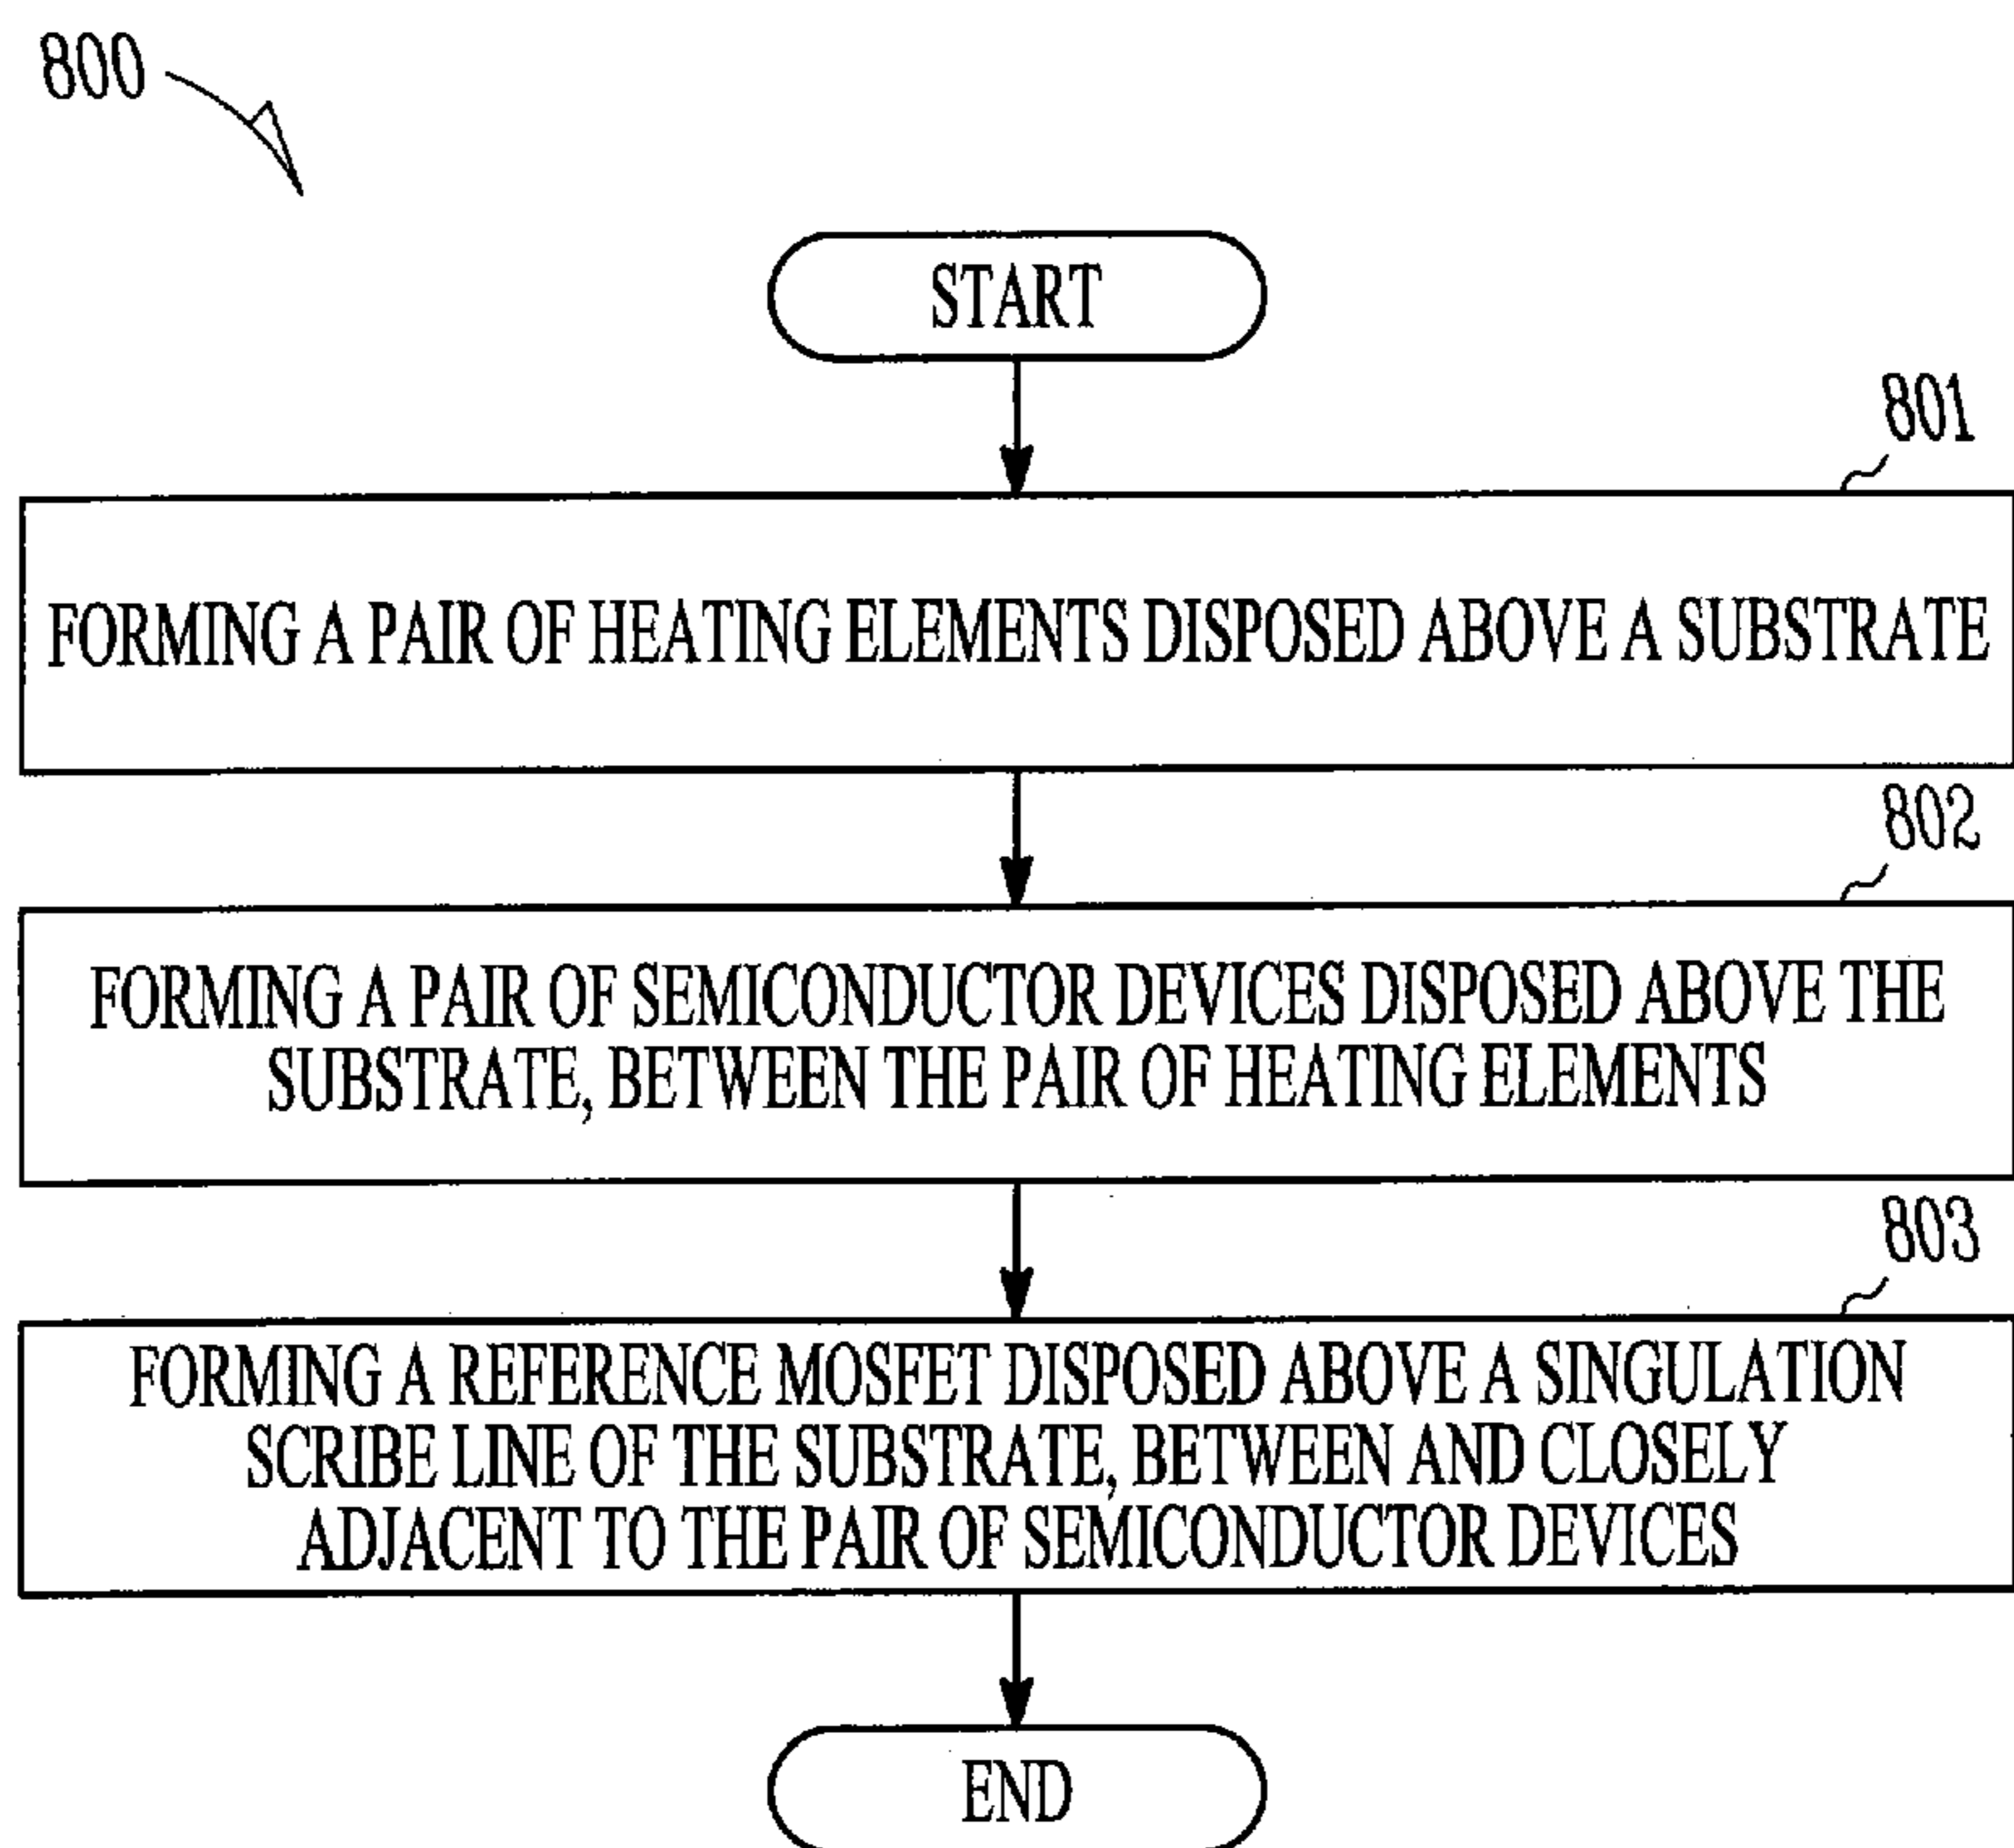 800
START
801
FORMING A PAIR OF HEATING ELEMENTS DISPOSED ABOVE A SUBSTRATE
802
FORMING A PAIR OF SEMICONDUCTOR DEVICES DISPOSED ABOVE THE
SUBSTRATE, BETWEEN THE PAIR OF HEATING ELEMENTS
803
FORMING A REFERENCE MOSFET DISPOSED ABOVE A SINGULATION
SCRIBE LINE OF THE SUBSTRATE, BETWEEN AND CLOSELY
ADJACENT TO THE PAIR OF SEMICONDUCTOR DEVICES
END